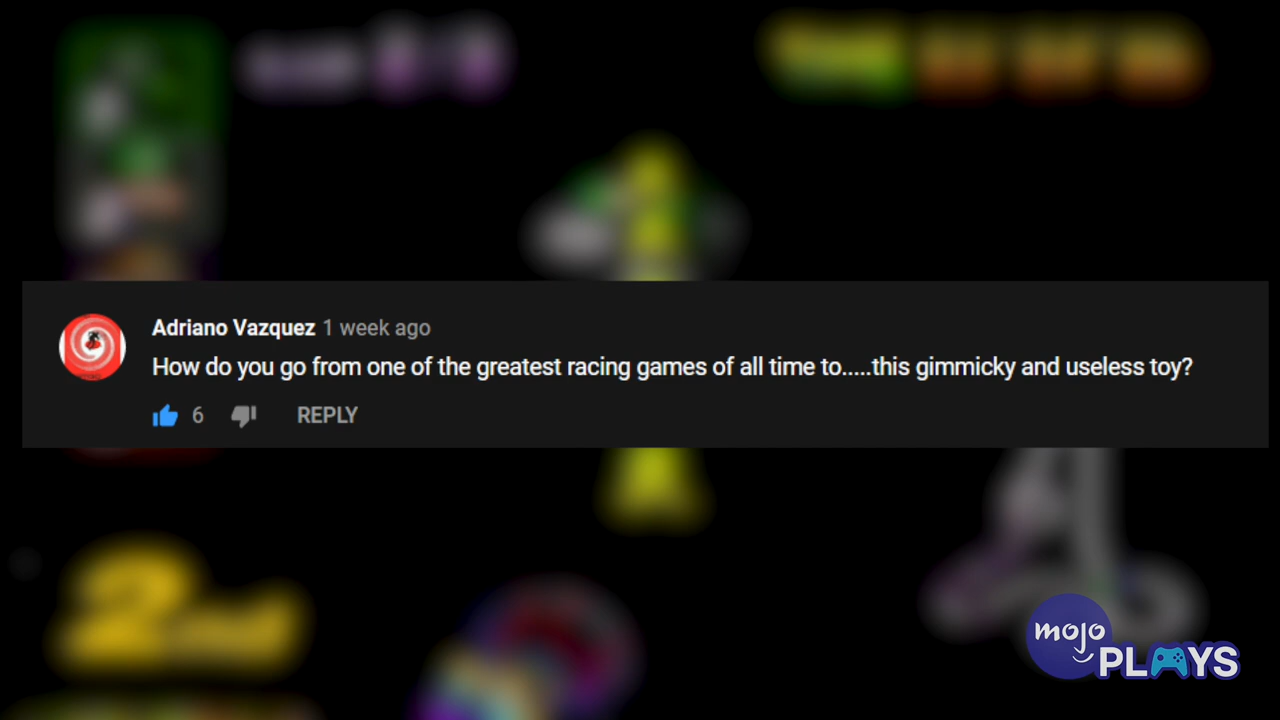 Adriano Vazquez 1 week ago
How do you go from one of the greatest racing games of all time to.....this gimmicky and useless toy?
6 REPLY
2nd
mojo
PLAYS